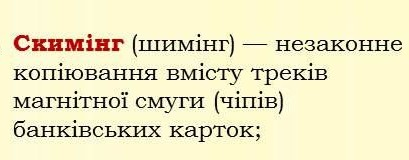 Скимінг (шимінг) — незаконне
копіювання вмісту треків
магнітної смуги (чіпів)
банківських карток;